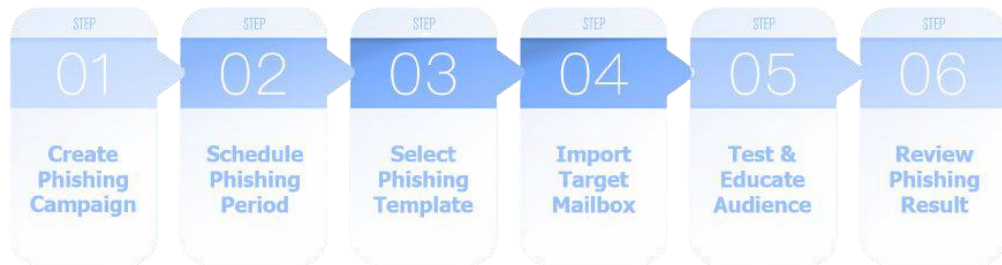 STEP
01
Create
Phishing
Campaign
STEP
02
Schedule
Phishing
Period
STEP
03
Select
Phishing
Template
STEP
04
Import
Target
Mailbox
STEP
05
Test &
Educate
Audience
STEP
06
Review
Phishing
Result